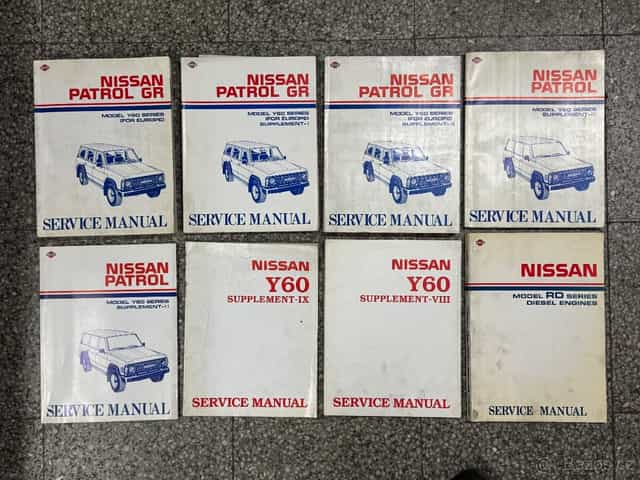 NISSAN
PATROL GR
MODEL Y60 SERIES
(FOR EUROPE)
SERVICE MANUAL
NISSAN
PATROL GR
MODEL Y60 SERIES
(FOR EUROPE)
SUPPLEMENT-I
SERVICE MANUAL
NISSAN
PATROL GR
MODEL Y60 SERIES
(FOR EUROPE)
SERVICE MANUAL
NISSAN
PATROL
MODEL Y60 SERIES
SERVICE MANUAL
NISSAN
PATROL
MODEL Y60 SERIES
SERVICE MANUAL
NISSAN
Y60
SUPPLEMENT-IX
SERVICE MANUAL
NISSAN
Y60
SUPPLEMENT-VIII
SERVICE MANUAL
NISSAN
MODEL RD SERIES
DIESEL ENGINES
SERVICE MANUAL